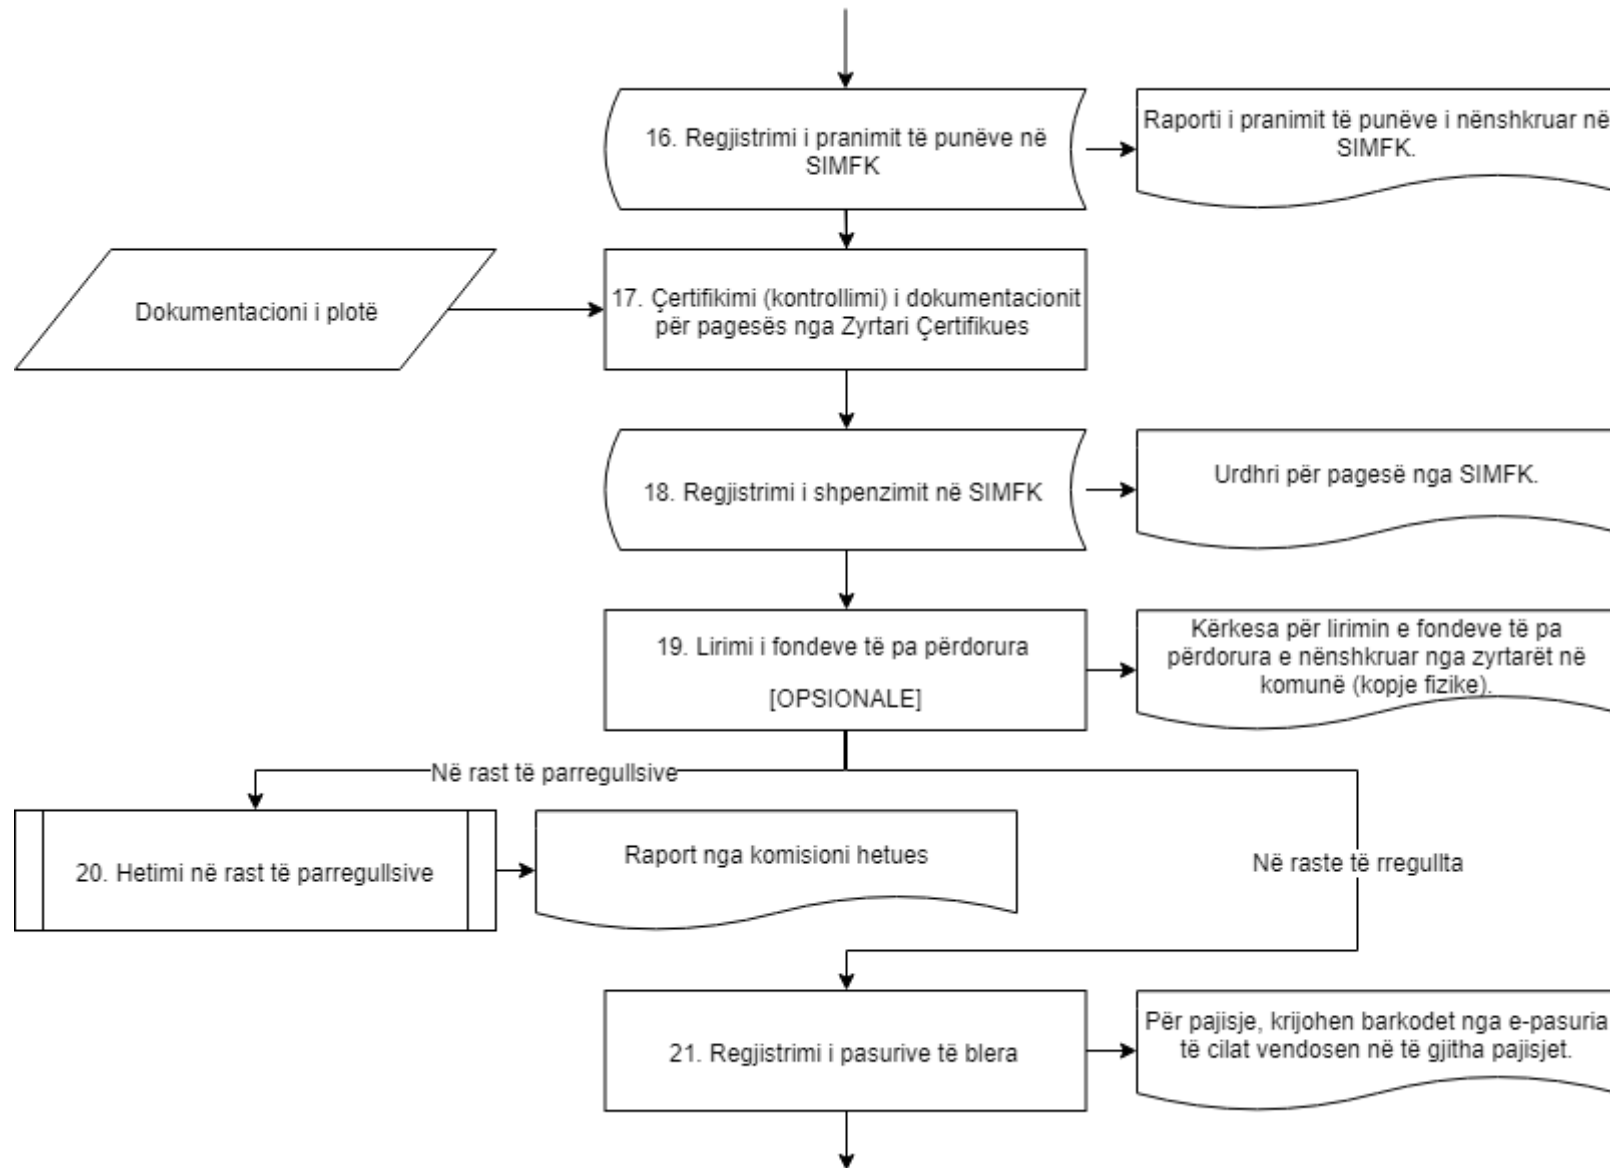 16. Regjistrimi i pranimit të punëve në
SIMFK
Raporti i pranimit të punëve i nënshkruar në
SIMFK.
Dokumentacioni i plotë
17. Çertifikimi (kontrollimi) i dokumentacionit
për pagesës nga Zyrtari Çertifikues
18. Regjistrimi i shpenzimit në SIMFK
Urdhri për pagesë nga SIMFK.
19. Lirimi i fondeve të pa përdorura
[OPSIONALE]
Kërkesa për lirimin e fondeve të pa
përdorura e nënshkruar nga zyrtarët në
komunë (kopje fizike).
Në rast të parregullsive
20. Hetimi në rast të parregullsive
Raport nga komisioni hetues
Në raste të rregullta
21. Regjistrimi i pasurive të blera
Për pajisje, krijohen barkodet nga e-pasuria
të cilat vendosen në të gjitha pajisjet.